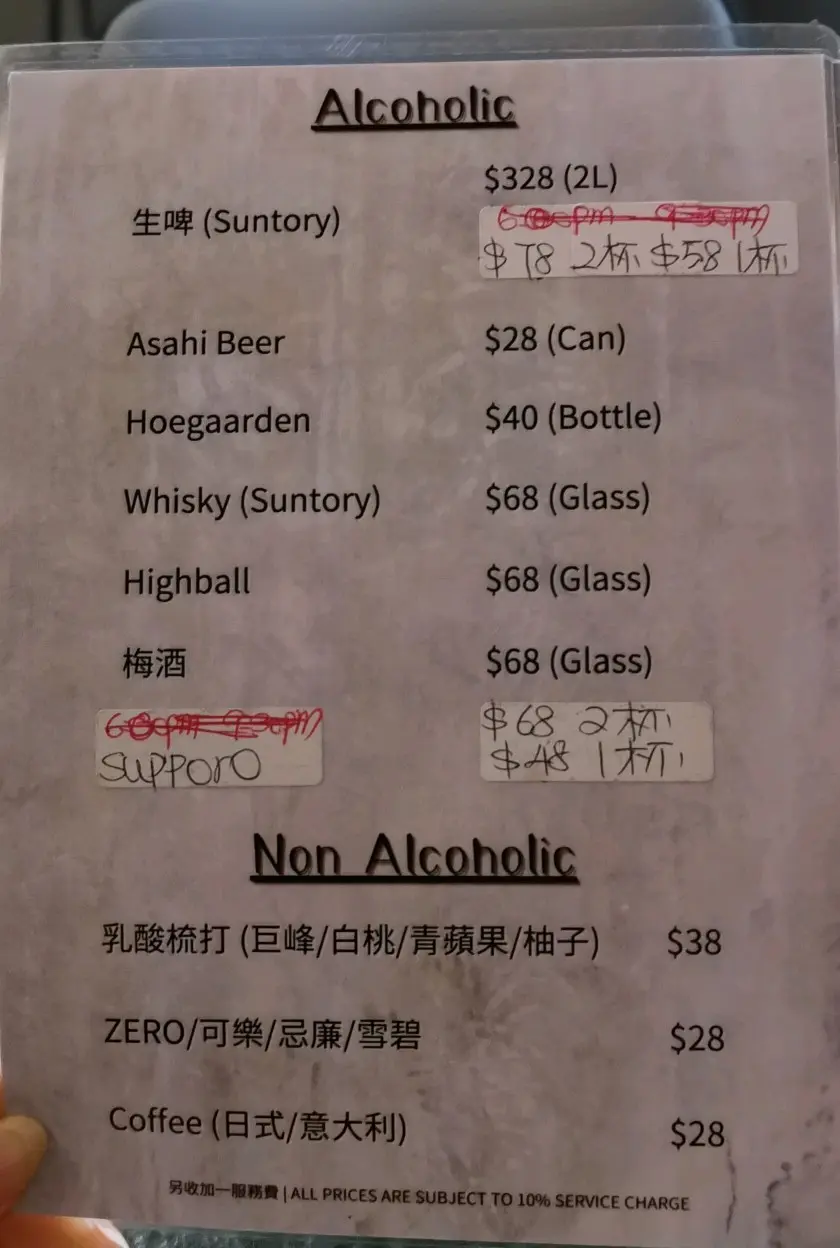 Alcoholic
生啤 (Suntory) $328 (2L)
$78 2杯 $58 1杯
Asahi Beer $28 (Can)
Hoegaarden $40 (Bottle)
Whisky (Suntory) $68 (Glass)
Highball $68 (Glass)
梅酒 $68 (Glass)
$68 2杯
supporo $48 1杯
Non Alcoholic
乳酸梳打 (巨峰/白桃/青蘋果/柚子) $38
ZERO/可樂/忌廉/雪碧 $28
Coffee (日式/意大利) $28
另收加一服務費 | ALL PRICES ARE SUBJECT TO 10% SERVICE CHARGE